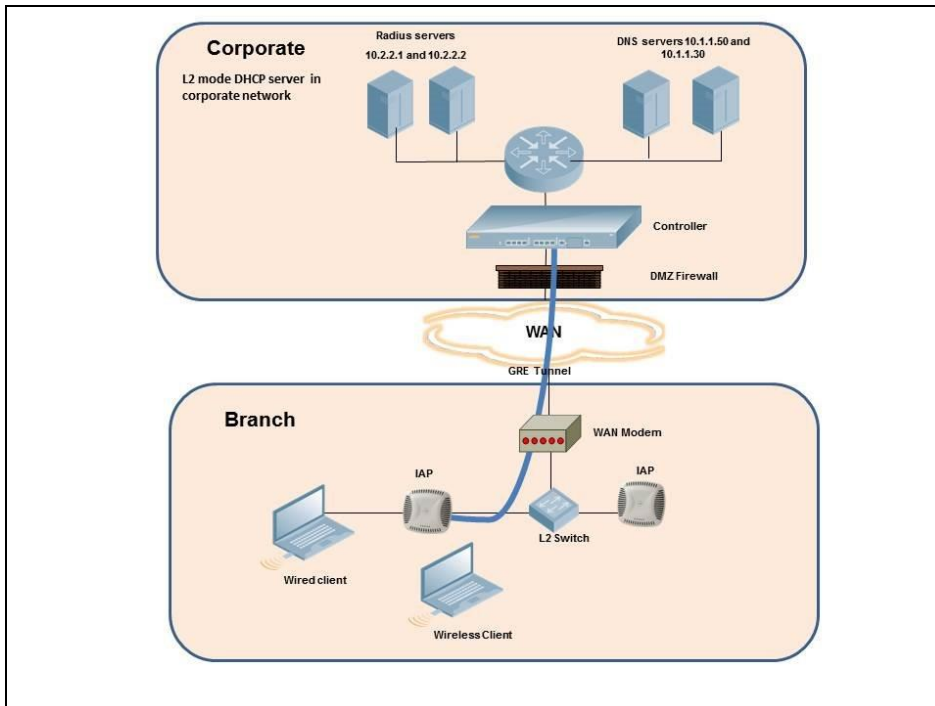 Corporate
L2 mode DHCP server in
corporate network
Radius servers
10.2.2.1 and 10.2.2.2
DNS servers 10.1.1.50 and
10.1.1.30
Controller
DMZ Firewall
WAN
GRE Tunnel
Branch
WAN Modem
IAP
IAP
L2 Switch
Wired client
Wireless Client